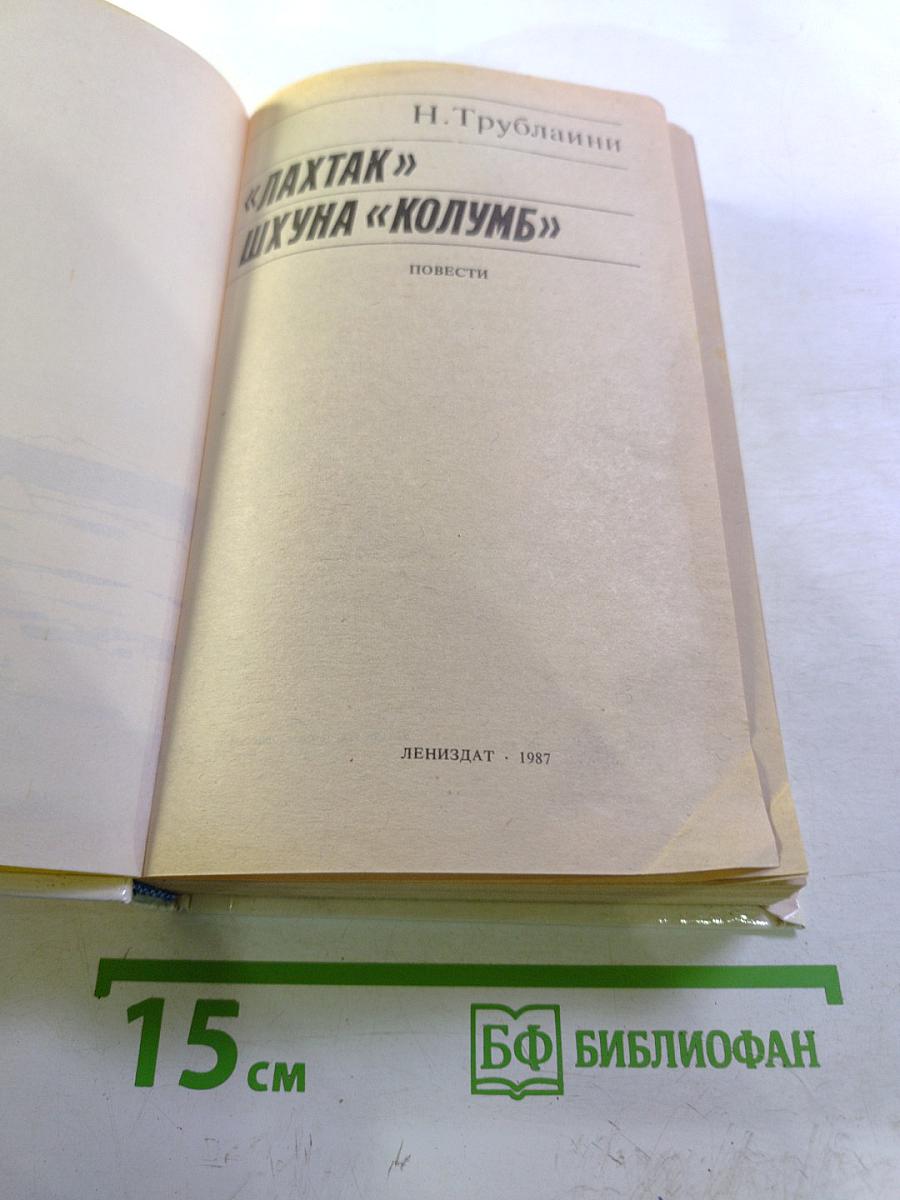 Н.Трублаини
«ЛАХТАК»
ШХУНА «КОЛУМБ»
ПОВЕСТИ
ЛЕНИЗДАТ · 1987
15 см
БФ БИБЛИОФАН